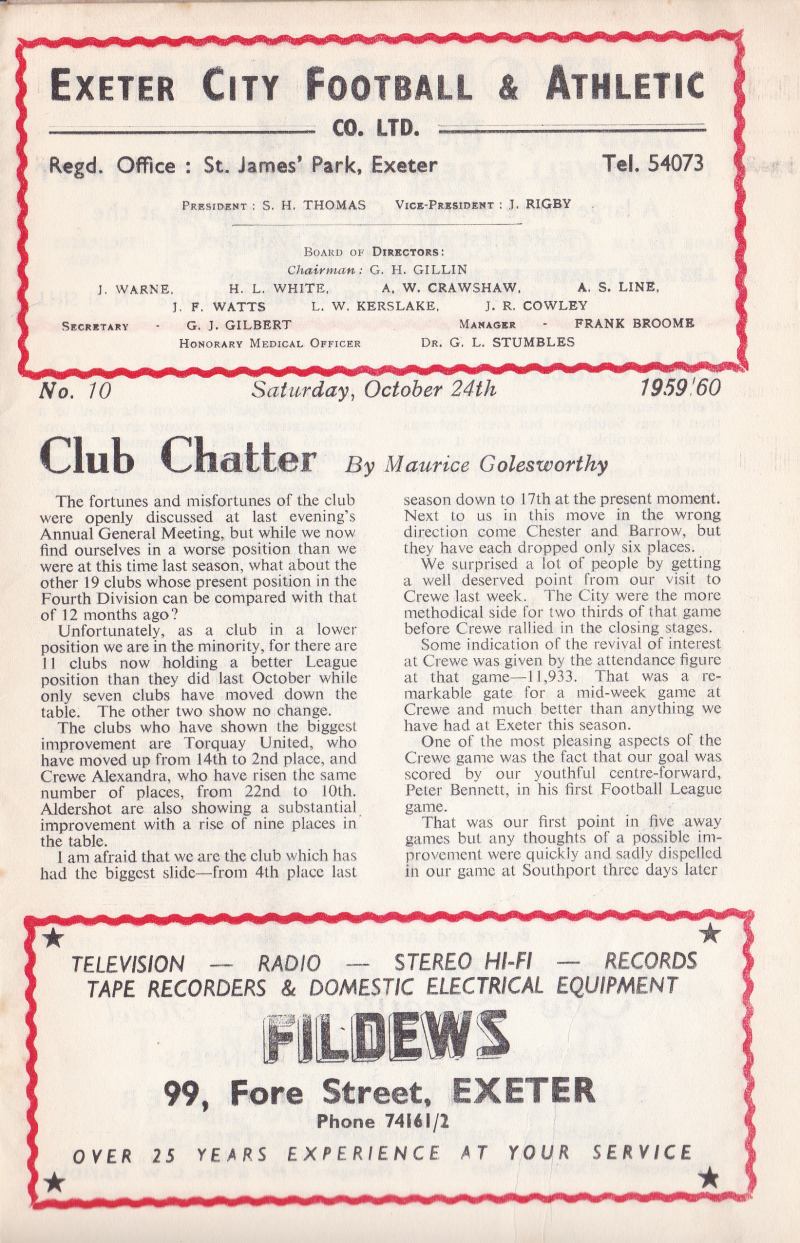 EXETER CITY FOOTBALL & ATHLETIC
CO. LTD.
Regd. Office : St. James' Park, Exeter Tel. 54073
PRESIDENT : S. H. THOMAS VICE-PRESIDENT : J. RIGBY
BOARD OF DIRECTORS:
Chairman: G. H. GILLIN
J. WARNE, H. L. WHITE, A. W. CRAWSHAW, A. S. LINE,
J. F. WATTS L. W. KERSLAKE, J. R. COWLEY
SECRETARY - G. J. GILBERT MANAGER - FRANK BROOME
HONORARY MEDICAL OFFICER DR. G. L. STUMBLES
No. 10 Saturday, October 24th 1959'60
Club Chatter By Maurice Golesworthy
The fortunes and misfortunes of the club
were openly discussed at last evening's
Annual General Meeting, but while we now
find ourselves in a worse position than we
were at this time last season, what about the
other 19 clubs whose present position in the
Fourth Division can be compared with that
of 12 months ago?
Unfortunately, as a club in a lower
position we are in the minority, for there are
11 clubs now holding a better League
position than they did last October while
only seven clubs have moved down the
table. The other two show no change.
The clubs who have shown the biggest
improvement are Torquay United, who
have moved up from 14th to 2nd place, and
Crewe Alexandra, who have risen the same
number of places, from 22nd to 10th.
Aldershot are also showing a substantial
improvement with a rise of nine places in
the table.
I am afraid that we are the club which has
had the biggest slide—from 4th place last
season down to 17th at the present moment.
Next to us in this move in the wrong
direction come Chester and Barrow, but
they have each dropped only six places.
We surprised a lot of people by getting
a well deserved point from our visit to
Crewe last week. The City were the more
methodical side for two thirds of that game
before Crewe rallied in the closing stages.
Some indication of the revival of interest
at Crewe was given by the attendance figure
at that game—11,933. That was a re-
markable gate for a mid-week game at
Crewe and much better than anything we
have had at Exeter this season.
One of the most pleasing aspects of the
Crewe game was the fact that our goal was
scored by our youthful centre-forward,
Peter Bennett, in his first Football League
game.
That was our first point in five away
games but any thoughts of a possible im-
provement were quickly and sadly dispelled
in our game at Southport three days later
TELEVISION — RADIO — STEREO HI-FI — RECORDS
TAPE RECORDERS & DOMESTIC ELECTRICAL EQUIPMENT
FILDEWS
99, Fore Street, EXETER
Phone 74161/2
OVER 25 YEARS EXPERIENCE AT YOUR SERVICE